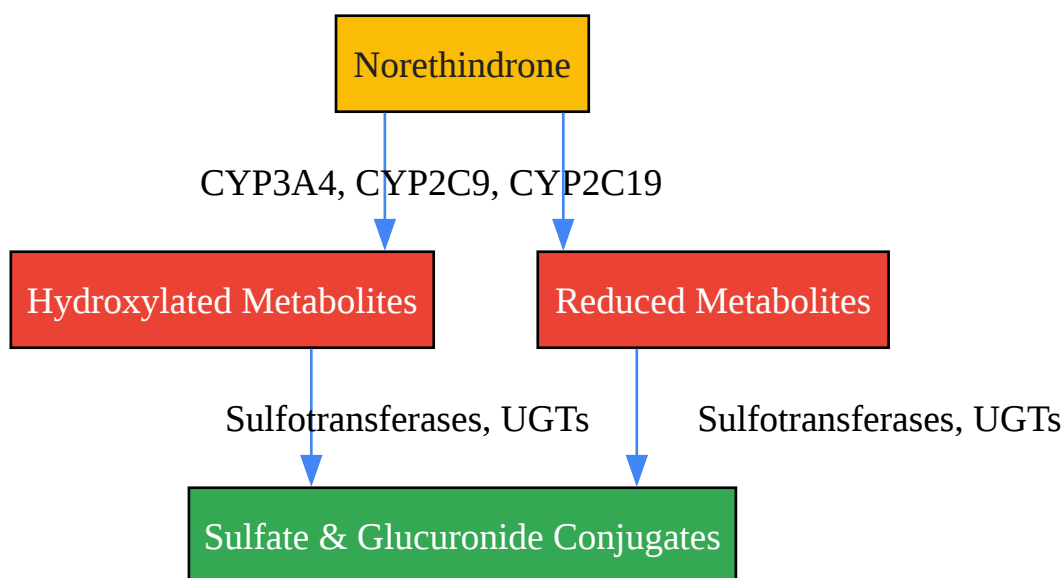 Norethindrone
CYP3A4, CYP2C9, CYP2C19
Hydroxylated Metabolites
Reduced Metabolites
Sulfotransferases, UGTs
Sulfotransferases, UGTs
Sulfate & Glucuronide Conjugates